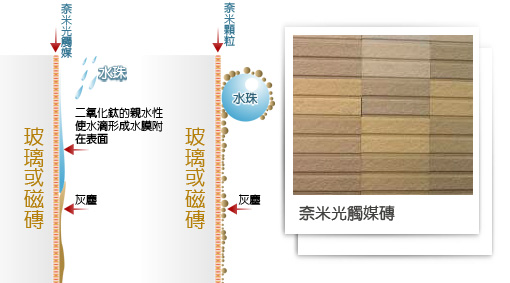 奈米光觸媒
水珠
二氧化鈦的親水性
使水滴形成水膜附
在表面
玻璃或磁磚
灰塵
奈米顆粒
水珠
玻璃或磁磚
灰塵
奈米光觸媒磚